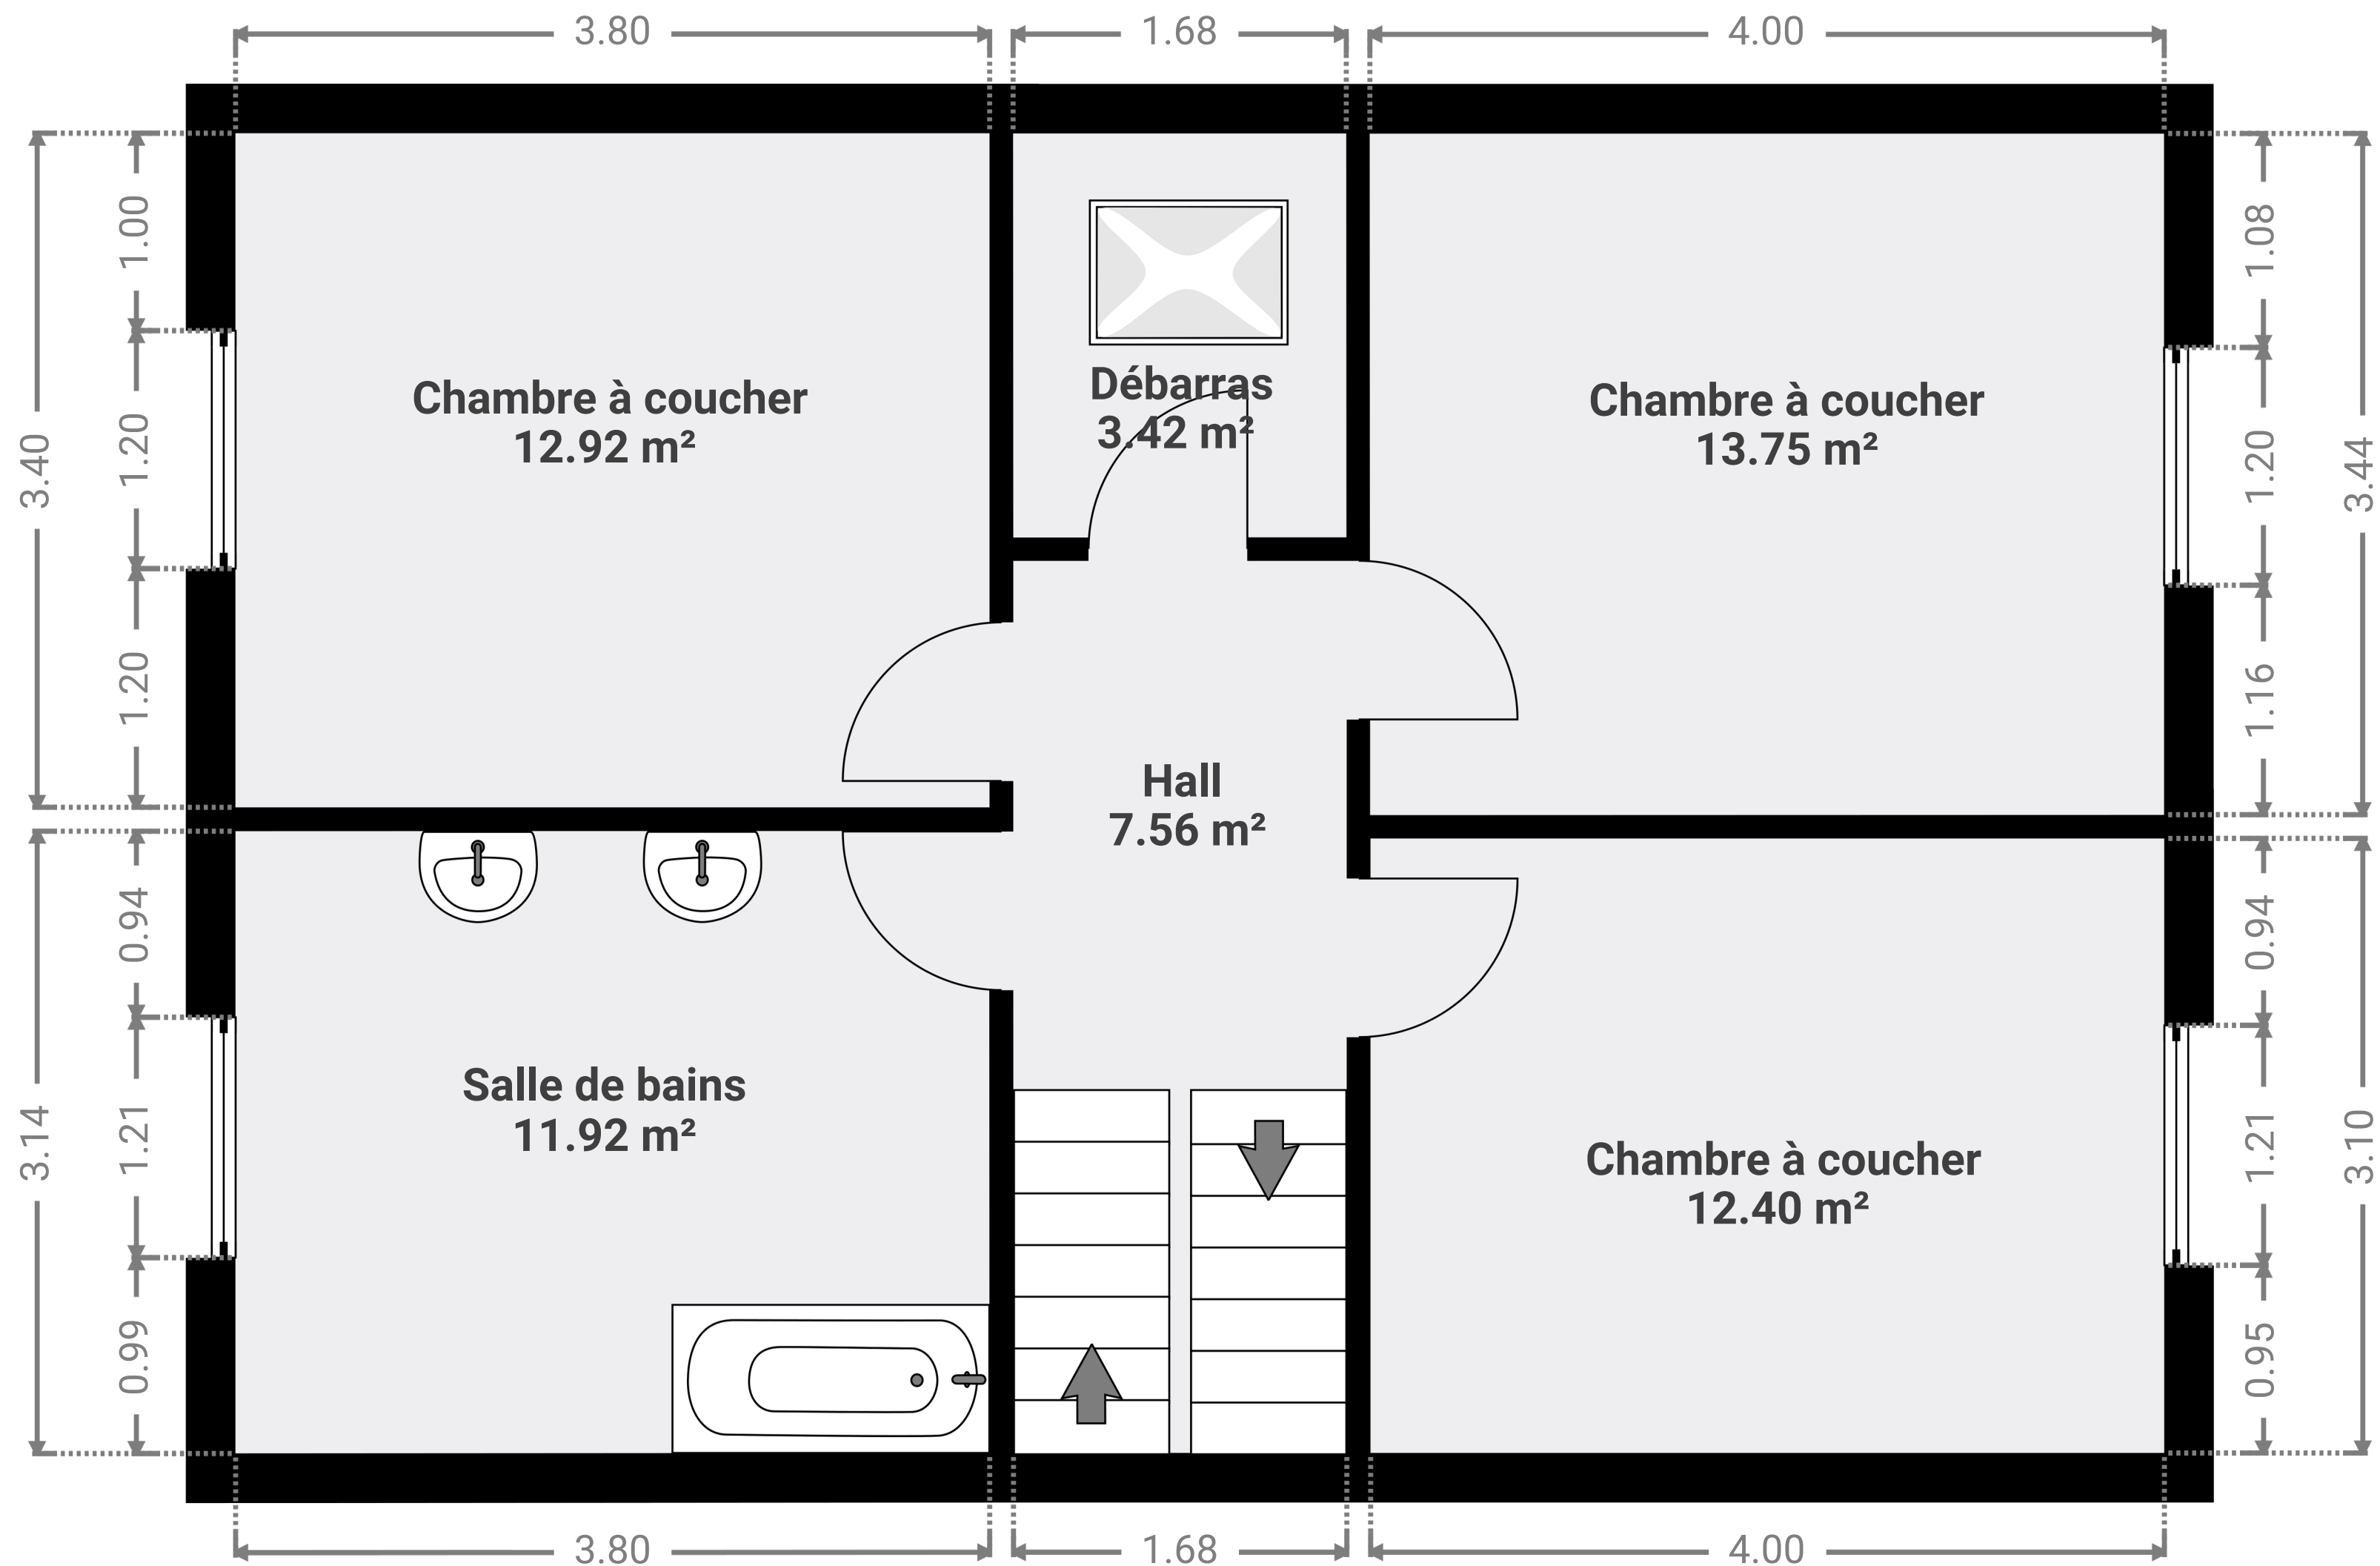 3.80
1.68
4.00
1.00
1.08
3.40
1.20
Chambre à coucher
12.92 m²
Débarras
3.42 m²
Chambre à coucher
13.75 m²
1.20
3.44
1.20
1.16
Hall
7.56 m²
0.94
0.94
3.14
1.21
Salle de bains
11.92 m²
Chambre à coucher
12.40 m²
1.21
3.10
0.99
0.95
3.80
1.68
4.00